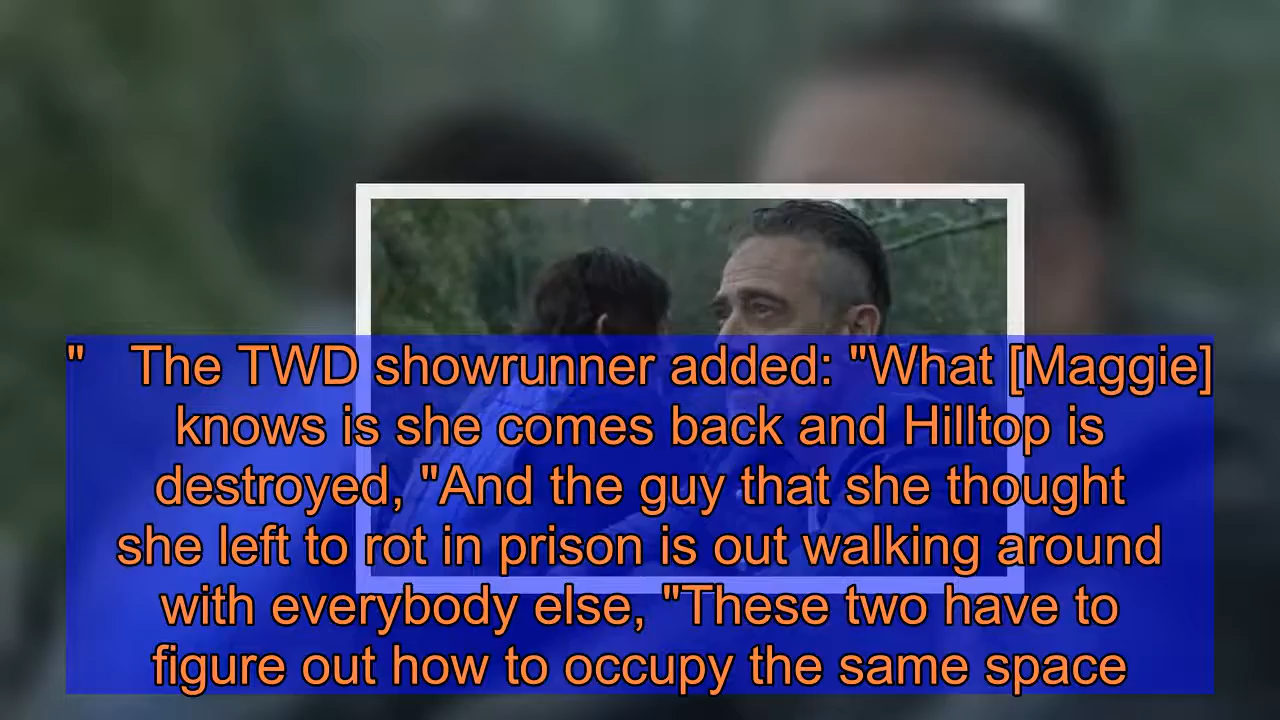 "   The TWD showrunner added: "What [Maggie]
knows is she comes back and Hilltop is
destroyed, "And the guy that she thought
she left to rot in prison is out walking around
with everybody else, "These two have to
figure out how to occupy the same space